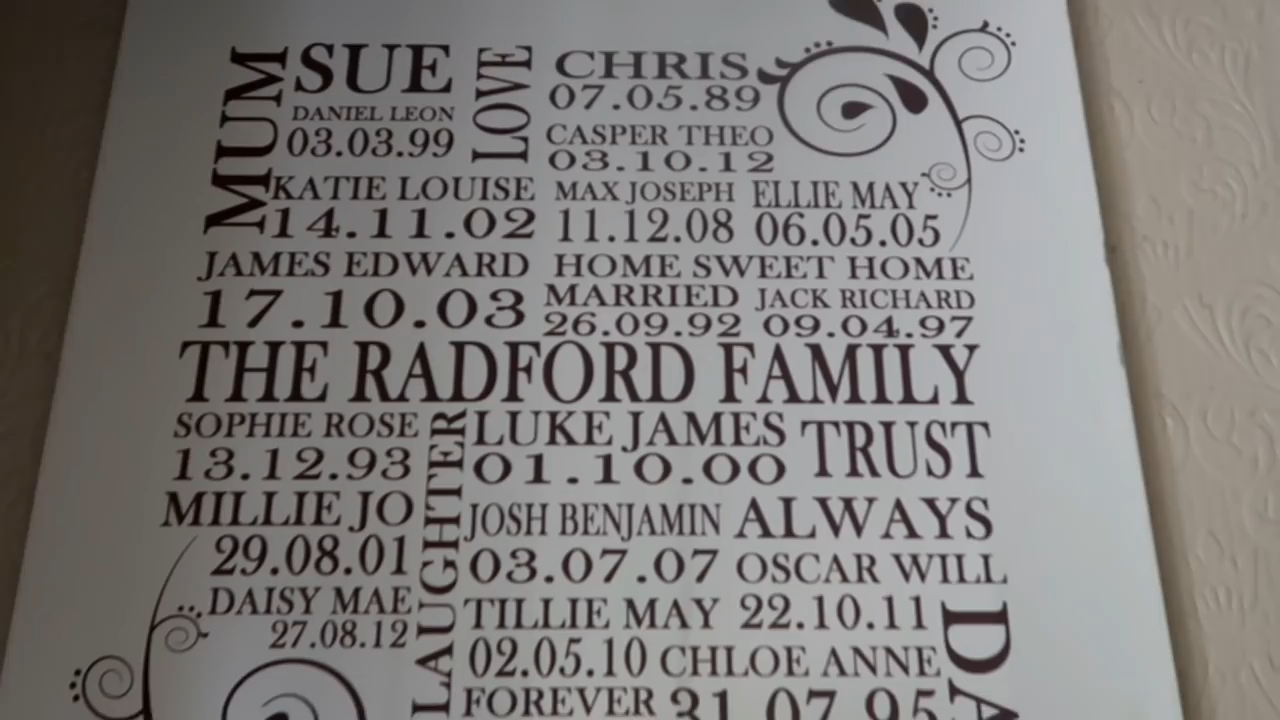 MUM
SUE
LOVE
CHRIS
07.05.89
DANIEL LEON
03.03.99
CASPER THEO
03.10.12
KATIE LOUISE
14.11.02
MAX JOSEPH
11.12.08
ELLIE MAY
06.05.05
JAMES EDWARD
17.10.03
HOME SWEET HOME
MARRIED
26.09.92
JACK RICHARD
09.04.97
THE RADFORD FAMILY
SOPHIE ROSE
13.12.93
LAUGHTER
LUKE JAMES
01.10.00
TRUST
MILLIE JO
29.08.01
JOSH BENJAMIN
03.07.07
ALWAYS
OSCAR WILL
22.10.11
DAISY MAE
27.08.12
TILLIE MAY
02.05.10
CHLOE ANNE
31.07.95
FOREVER